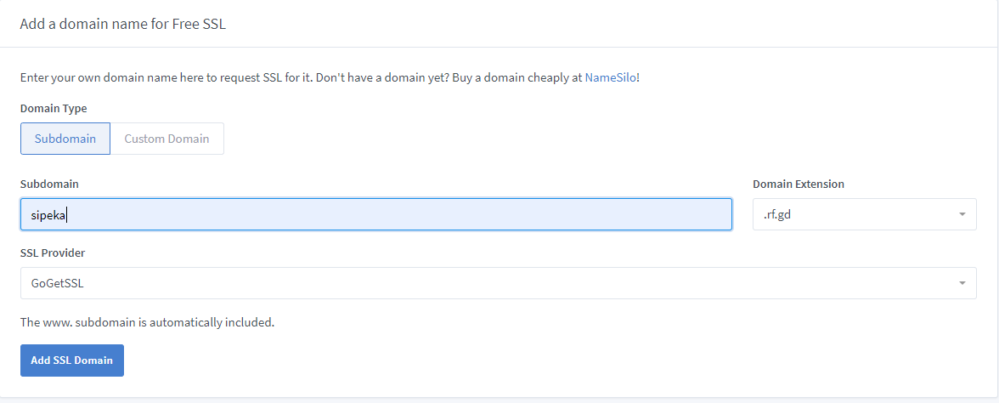 Add a domain name for Free SSL
Enter your own domain name here to request SSL for it. Don't have a domain yet? Buy a domain cheaply at NameSilo!
Domain Type
Subdomain
Custom Domain
Subdomain
Domain Extension
sipeka
.rf.gd
SSL Provider
GoGetSSL
The www. subdomain is automatically included.
Add SSL Domain